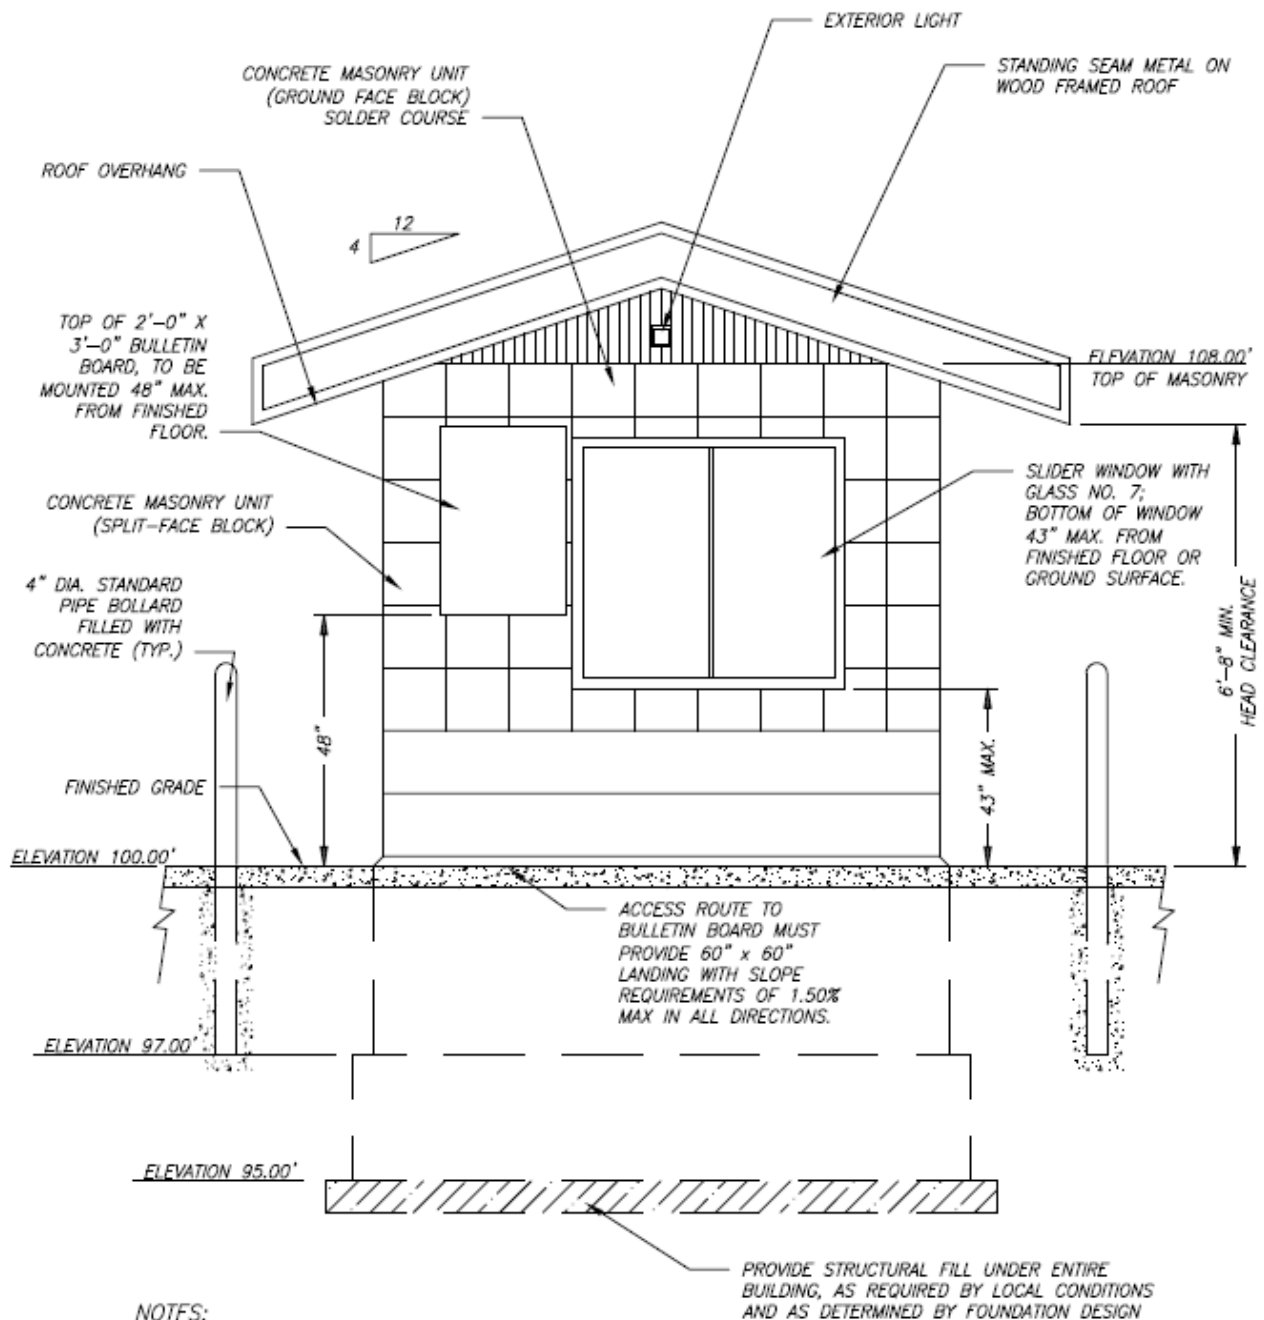 EXTERIOR LIGHT
CONCRETE MASONRY UNIT
(GROUND FACE BLOCK)
SOLDER COURSE
STANDING SEAM METAL ON
WOOD FRAMED ROOF
ROOF OVERHANG
12
4
TOP OF 2'-0" X
3'-0" BULLETIN
BOARD, TO BE
MOUNTED 48" MAX.
FROM FINISHED
FLOOR.
ELEVATION 108.00'
TOP OF MASONRY
SLIDER WINDOW WITH
GLASS NO. 7;
BOTTOM OF WINDOW
43" MAX. FROM
FINISHED FLOOR OR
GROUND SURFACE.
CONCRETE MASONRY UNIT
(SPLIT-FACE BLOCK)
4" DIA. STANDARD
PIPE BOLLARD
FILLED WITH
CONCRETE (TYP.)
48"
43" MAX.
6'-8" MIN.
HEAD CLEARANCE
FINISHED GRADE
ELEVATION 100.00'
ACCESS ROUTE TO
BULLETIN BOARD MUST
PROVIDE 60" x 60"
LANDING WITH SLOPE
REQUIREMENTS OF 1.50%
MAX IN ALL DIRECTIONS.
ELEVATION 97.00'
ELEVATION 95.00'
PROVIDE STRUCTURAL FILL UNDER ENTIRE
BUILDING, AS REQUIRED BY LOCAL CONDITIONS
AND AS DETERMINED BY FOUNDATION DESIGN
NOTES: